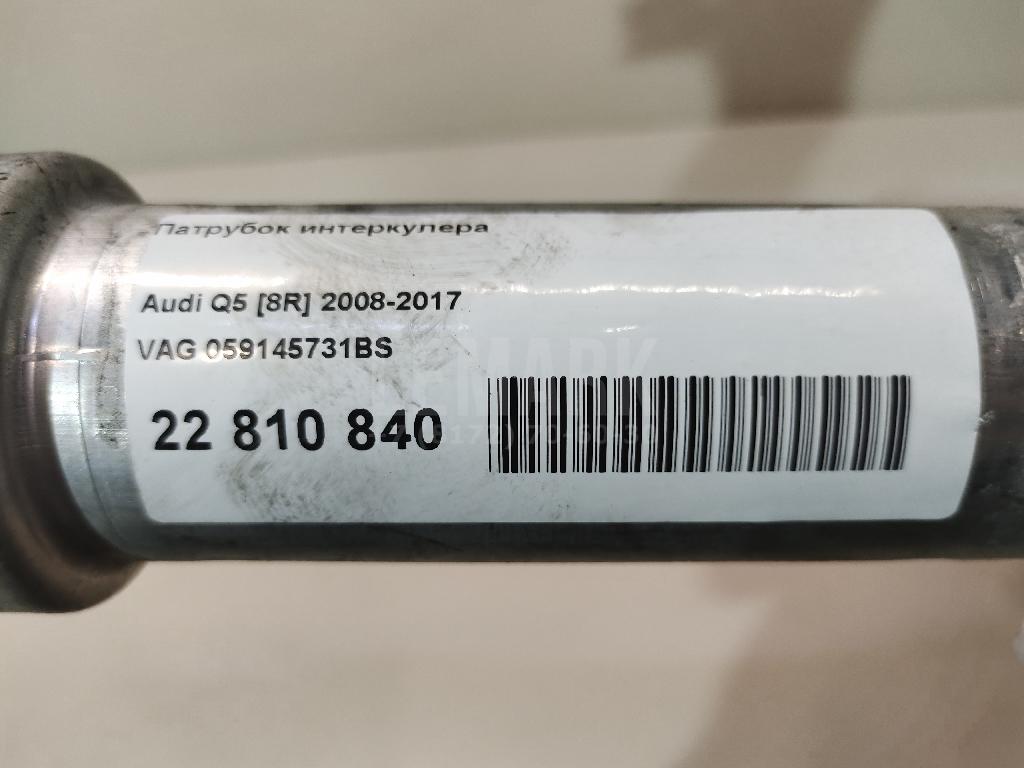 Патрубок интеркулера
Audi Q5 [8R] 2008-2017
VAG 059145731BS
22 810 840